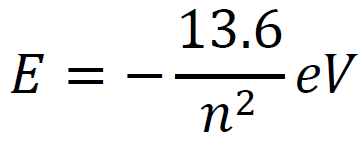 E = −13.6/n² eV